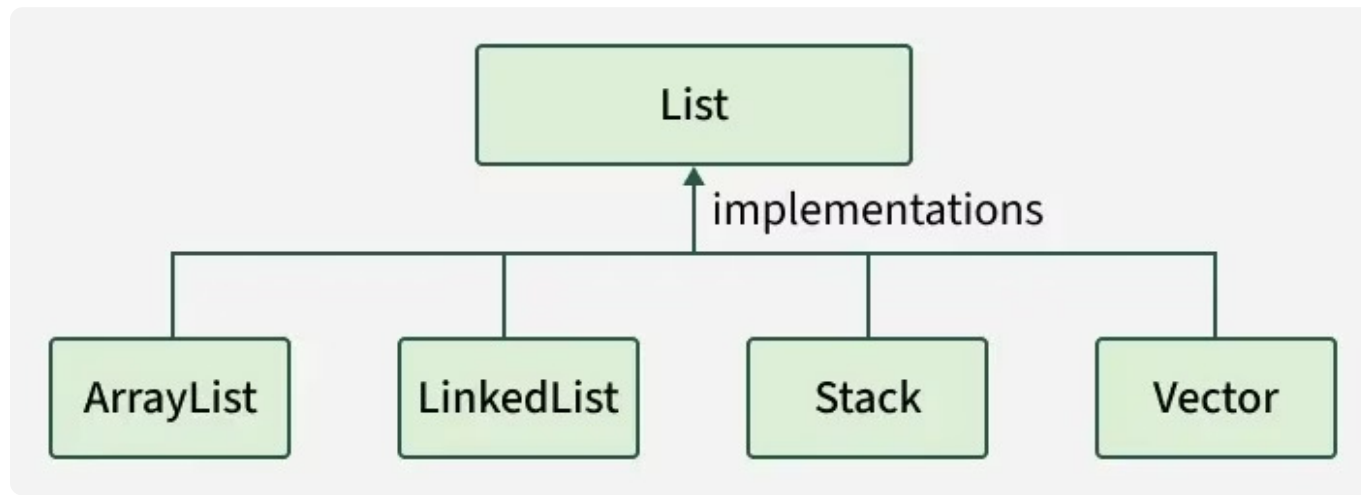 List
implementations
ArrayList
LinkedList
Stack
Vector